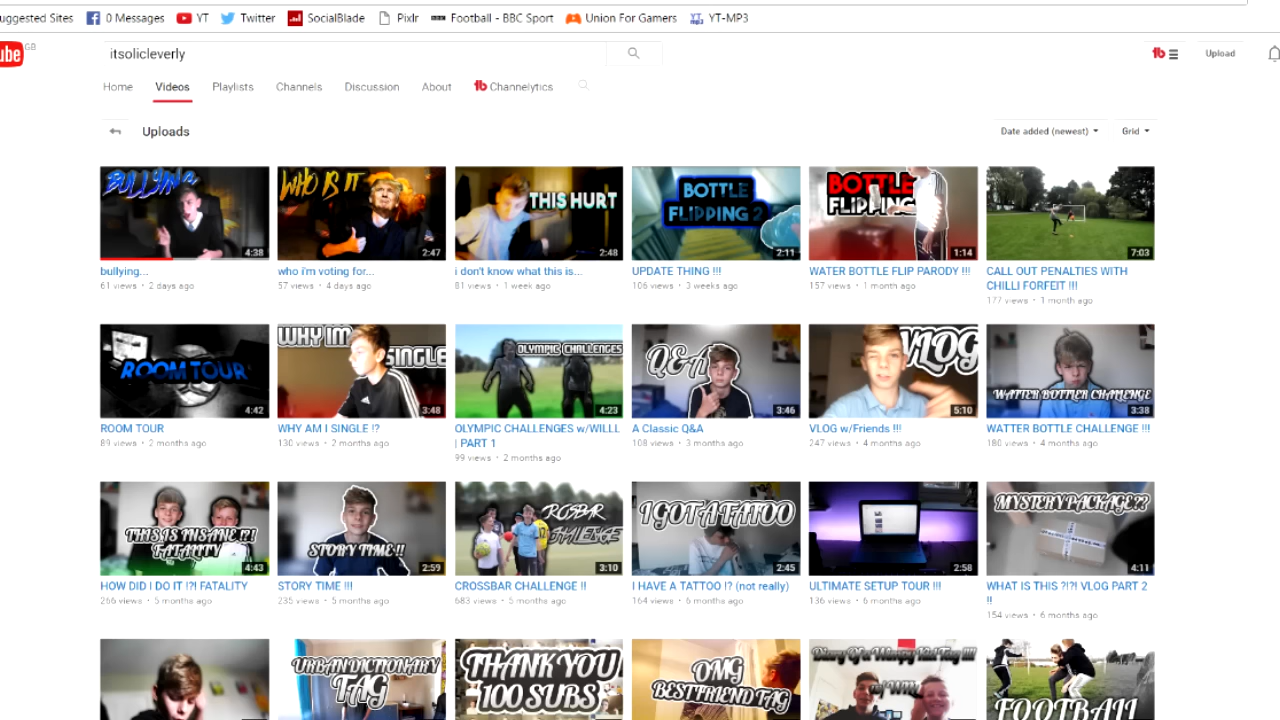 uggested Sites 0 Messages YT Twitter SocialBlade Pixlr Football - BBC Sport Union For Gamers YT-MP3
ube GB itsolicleverly Upload
Home Videos Playlists Channels Discussion About Channelytics
Uploads Date added (newest) Grid
BULLYING WHO IS IT THIS HURT BOTTLE FLIPPING 2 BOTTLE FLIPPING
4:38 2:47 2:48 2:11 1:14 7:03
bullying... who i'm voting for... i don't know what this is... UPDATE THING !!! WATER BOTTLE FLIP PARODY !!! CALL OUT PENALTIES WITH
CHILLI FORFEIT !!!
61 views • 2 days ago 57 views • 4 days ago 81 views • 1 week ago 106 views • 3 weeks ago 157 views • 1 month ago
177 views • 1 month ago
ROOM TOUR WHY IM SINGLE OLYMPIC CHALLENGES Q&A VLOG WATTER BOTTLER CHALLENGE
4:42 3:48 4:23 3:46 5:10 3:38
ROOM TOUR WHY AM I SINGLE !? OLYMPIC CHALLENGES w/WILLL A Classic Q&A VLOG w/Friends !!! WATTER BOTTLE CHALLENGE !!!
| PART 1
89 views • 2 months ago 130 views • 2 months ago 108 views • 3 months ago 247 views • 4 months ago 180 views • 4 months ago
99 views • 2 months ago
THIS IS INSANE !?! FATALITY STORY TIME !!! CHALLENGE I GOT A TATOO MYSTERY PACKAGE??
4:43 2:59 3:10 2:45 2:58 4:11
HOW DID I DO IT !?! FATALITY STORY TIME !!! CROSSBAR CHALLENGE !! I HAVE A TATTOO !? (not really) ULTIMATE SETUP TOUR !!! WHAT IS THIS ?!?! VLOG PART 2
!!
266 views • 5 months ago 235 views • 5 months ago 683 views • 5 months ago 164 views • 6 months ago 136 views • 6 months ago
154 views • 6 months ago
URBAN DICTIONARY TAG THANK YOU 100 SUBS OMG BESTFRIEND TAG Diary Of a Wimpy Kid Tag !!!! FOOTBALL